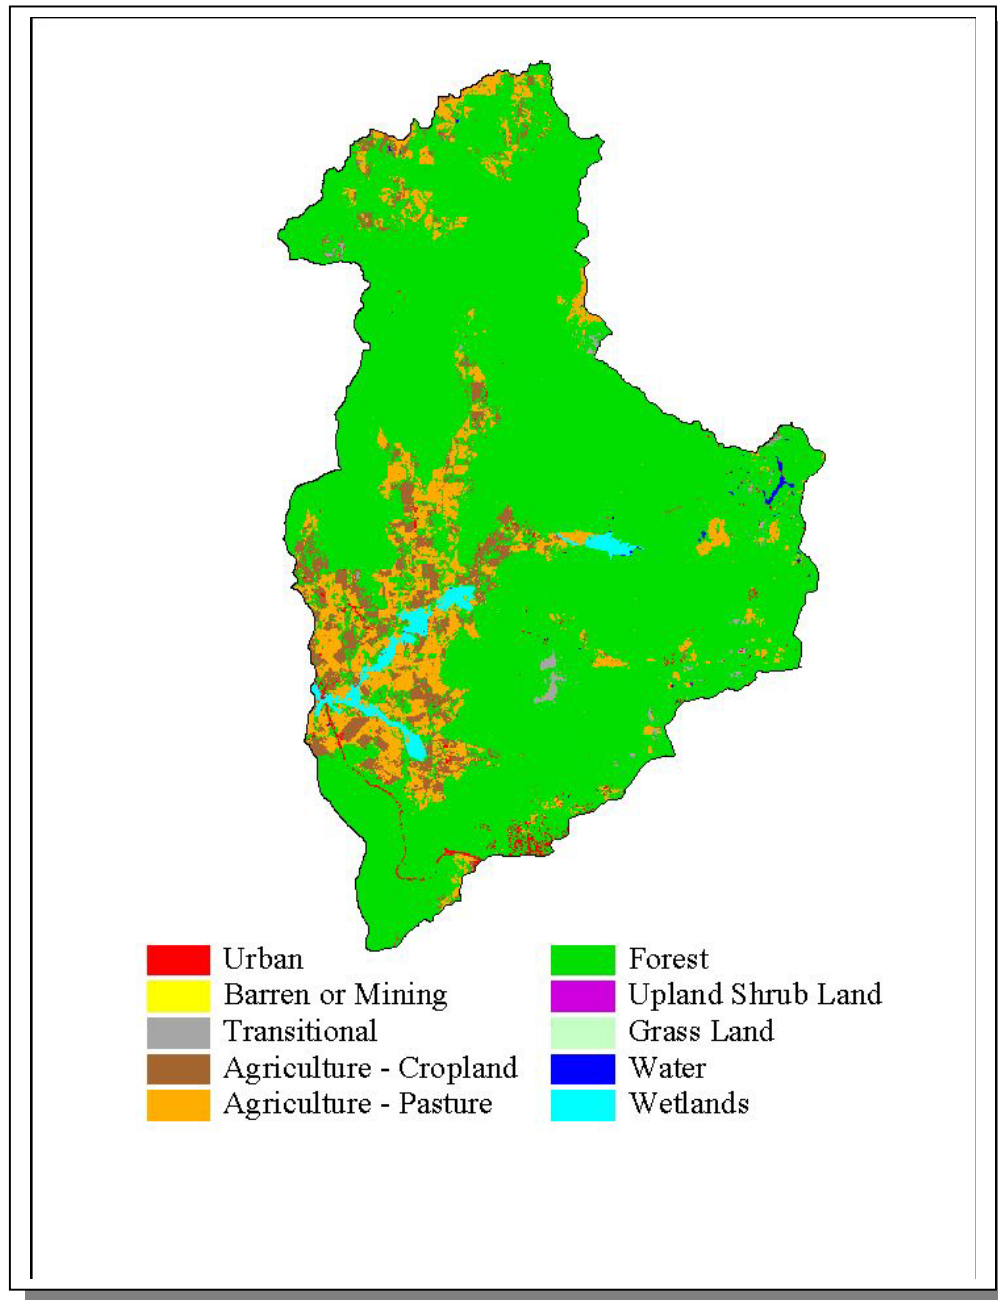 Urban
Barren or Mining
Transitional
Agriculture - Cropland
Agriculture - Pasture
Forest
Upland Shrub Land
Grass Land
Water
Wetlands